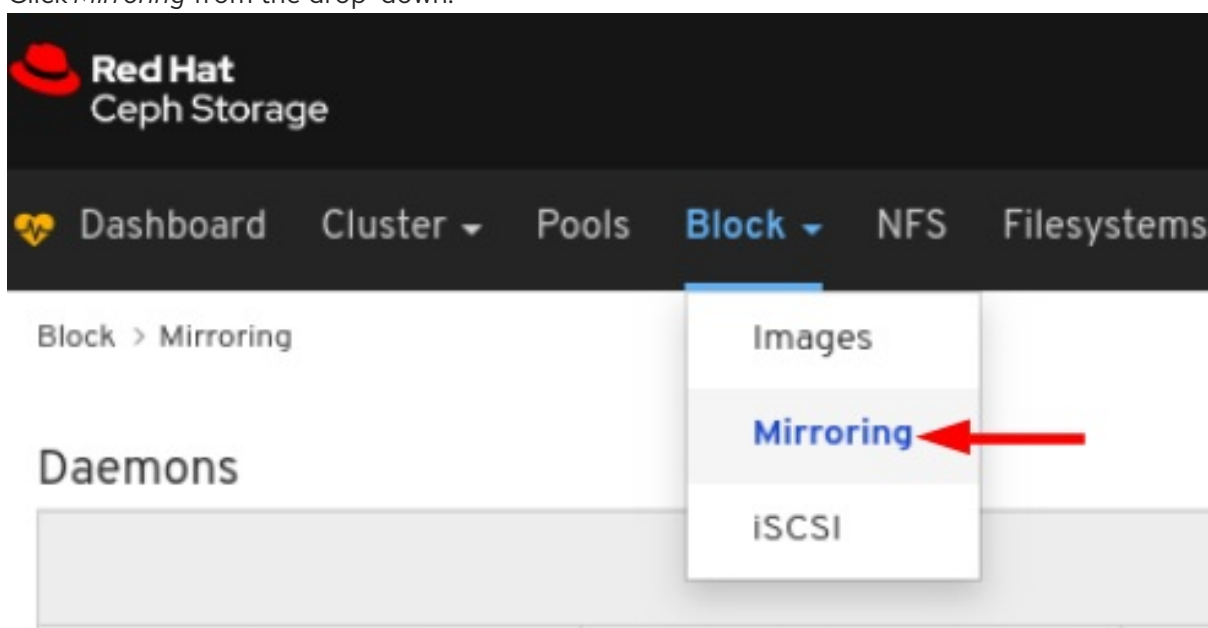 Click Mirroring from the drop-down.
Red Hat
Ceph Storage
Dashboard Cluster Pools Block NFS Filesystems
Block > Mirroring
Images
Mirroring
iSCSI
Daemons